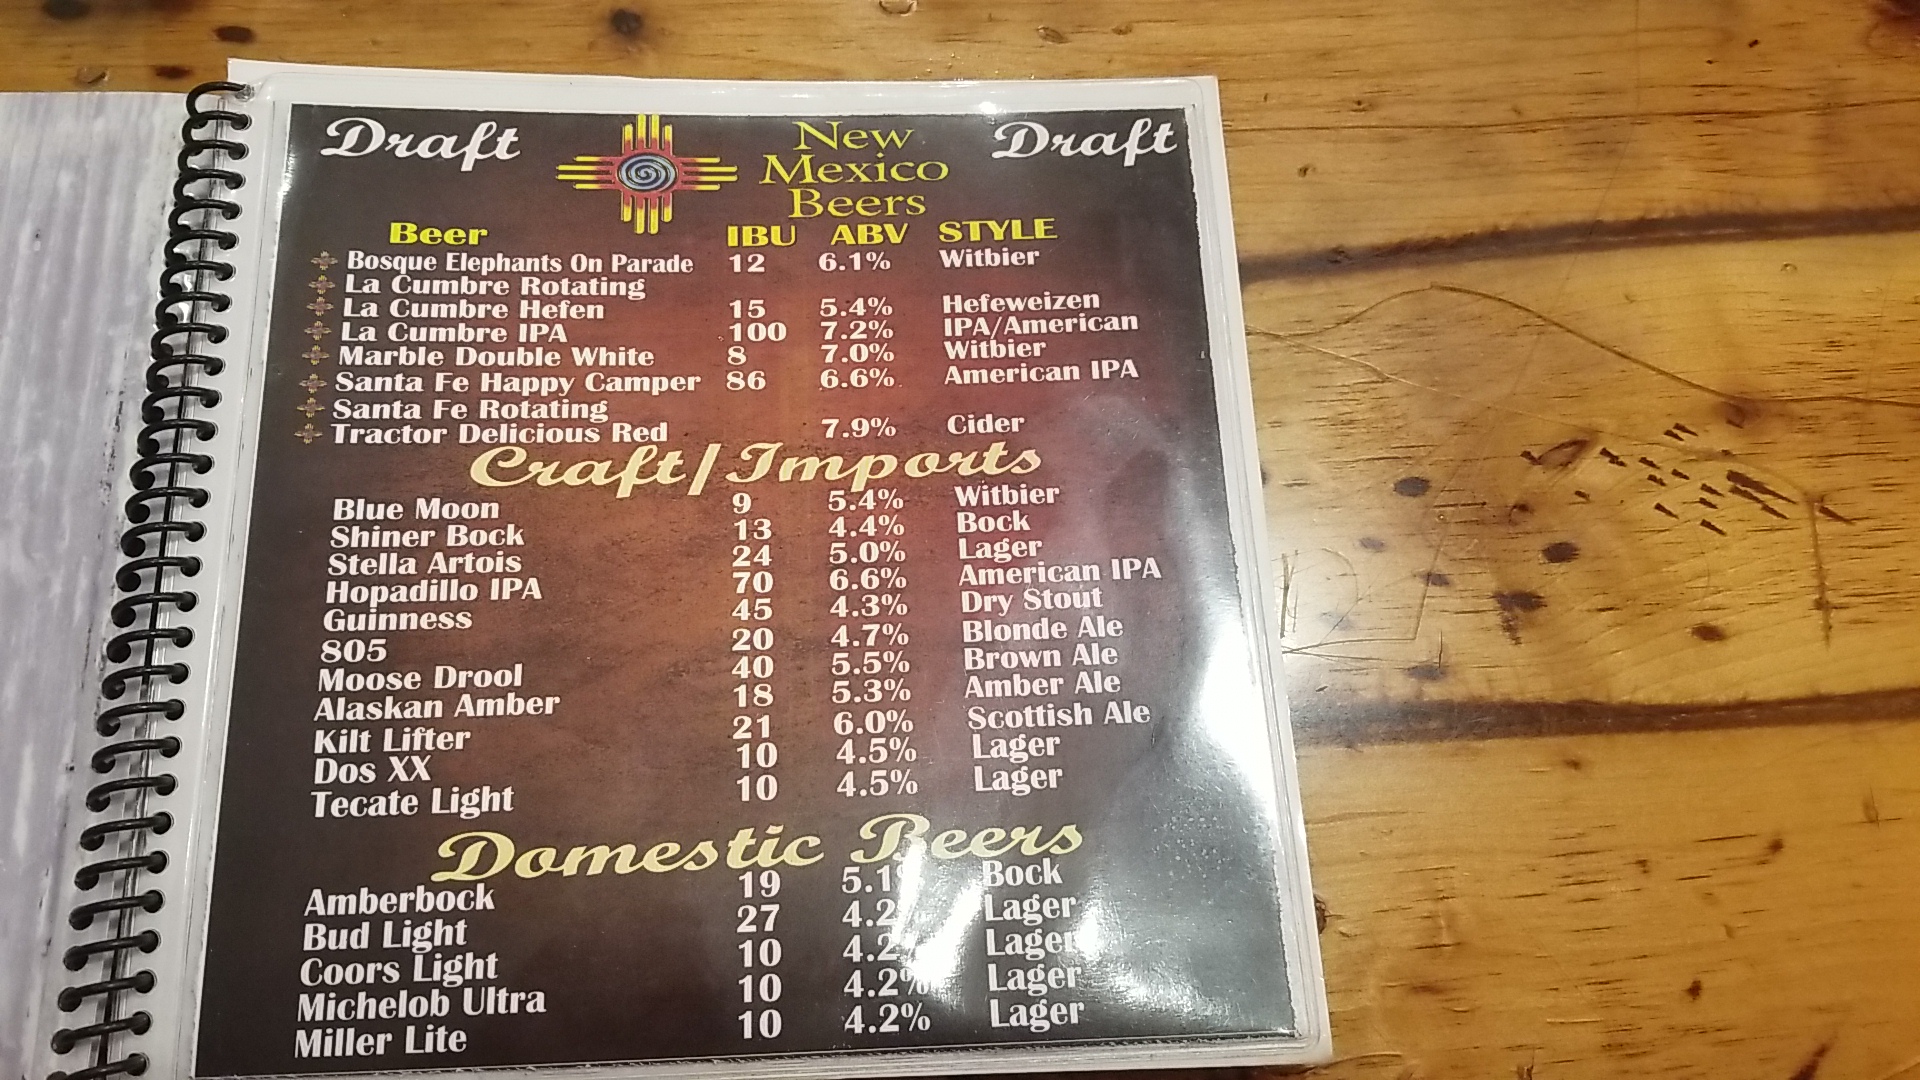 Draft New Mexico Beers Draft
Beer IBU ABV STYLE
Bosque Elephants On Parade 12 6.1% Witbier
La Cumbre Rotating
La Cumbre Hefen 15 5.4% Hefeweizen
La Cumbre IPA 100 7.2% IPA/American
Marble Double White 8 7.0% Witbier
Santa Fe Happy Camper 86 6.6% American IPA
Santa Fe Rotating
Tractor Delicious Red 7.9% Cider
Craft/Imports
Blue Moon 9 5.4% Witbier
Shiner Bock 13 4.4% Bock
Stella Artois 24 5.0% Lager
Hopadillo IPA 70 6.6% American IPA
Guinness 45 4.3% Dry Stout
805 20 4.7% Blonde Ale
Moose Drool 40 5.5% Brown Ale
Alaskan Amber 18 5.3% Amber Ale
Kilt Lifter 21 6.0% Scottish Ale
Dos XX 10 4.5% Lager
Tecate Light 10 4.5% Lager
Domestic Beers
Amberbock 19 5.1 Bock
Bud Light 27 4.2 Lager
Coors Light 10 4.2 Lager
Michelob Ultra 10 4.2% Lager
Miller Lite 10 4.2% Lager